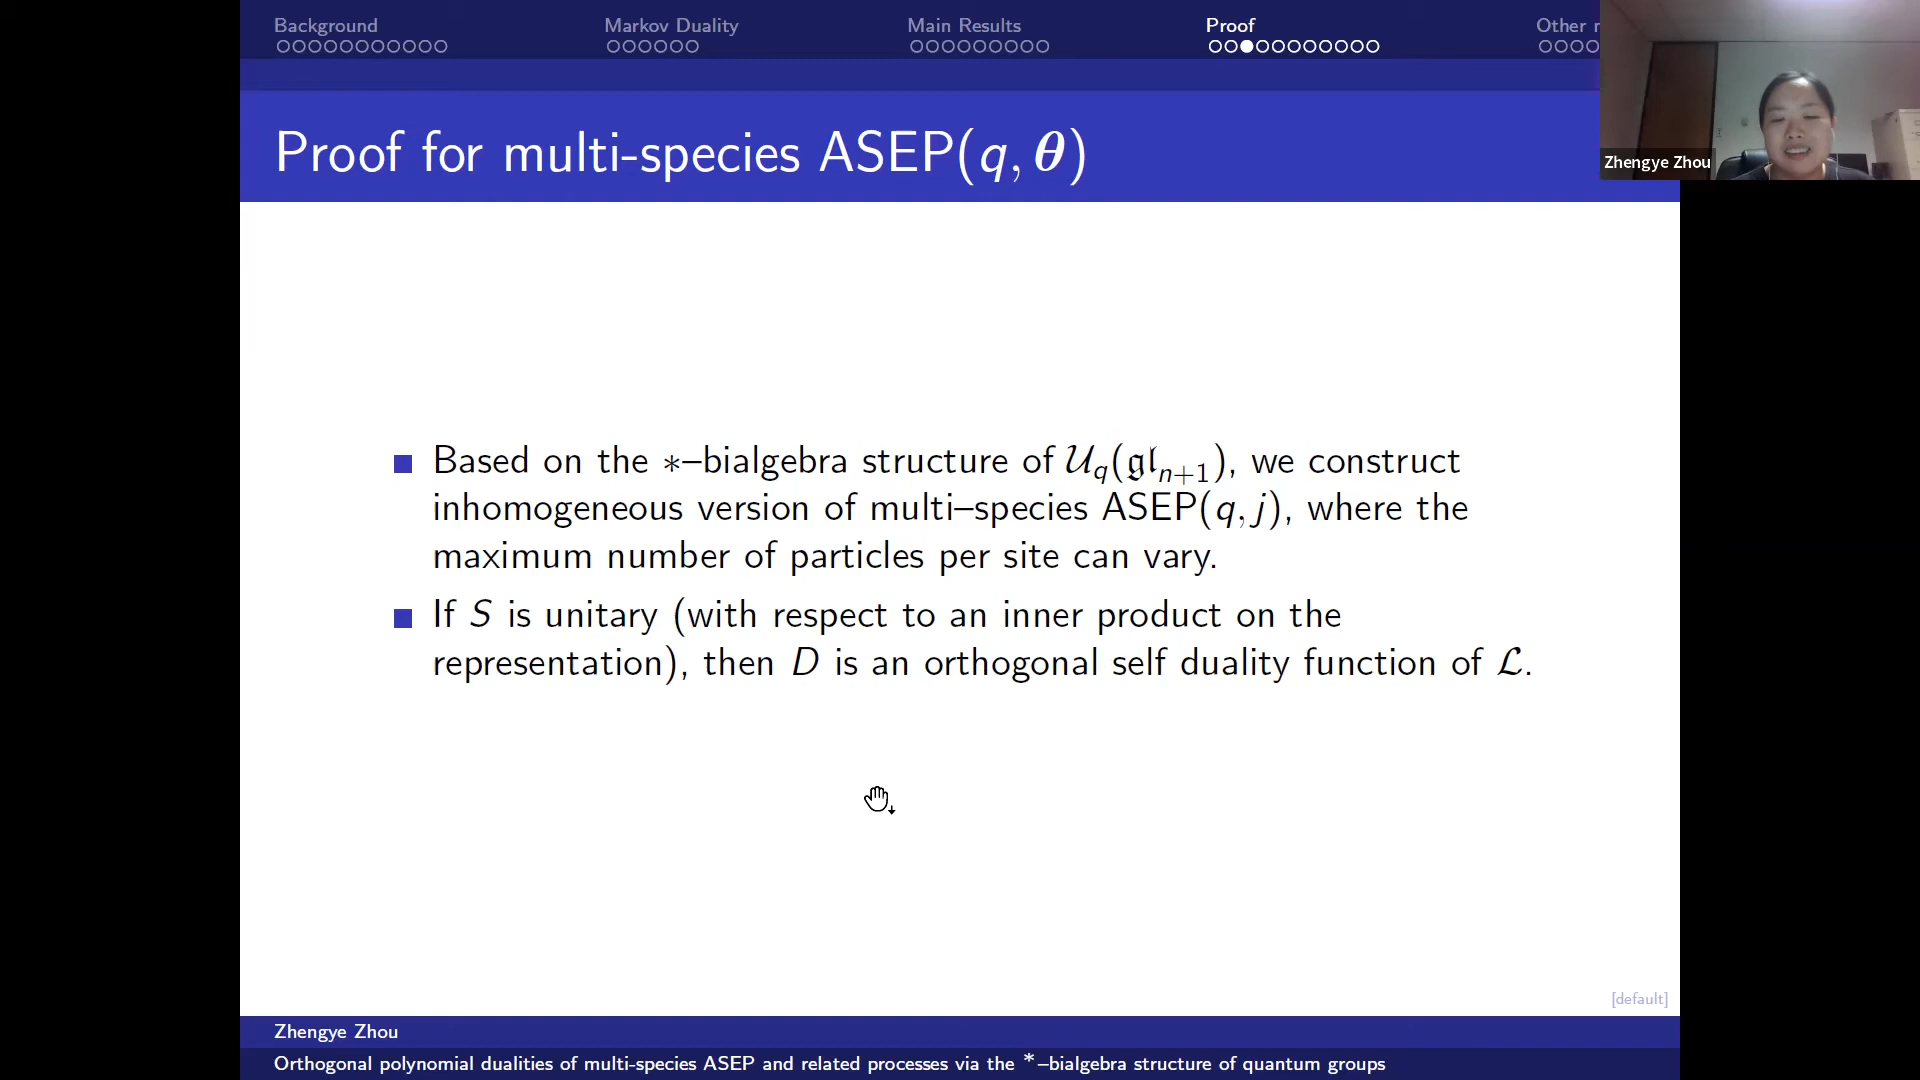 Background Markov Duality Main Results Proof Other
Proof for multi-species ASEP(q, θ)
Zhengye Zhou
Based on the *–bialgebra structure of 𝒰_q(𝔤𝔩_{n+1}), we construct
inhomogeneous version of multi–species ASEP(q, j), where the
maximum number of particles per site can vary.
If S is unitary (with respect to an inner product on the
representation), then D is an orthogonal self duality function of ℒ.
[default]
Zhengye Zhou
Orthogonal polynomial dualities of multi-species ASEP and related processes via the *–bialgebra structure of quantum groups